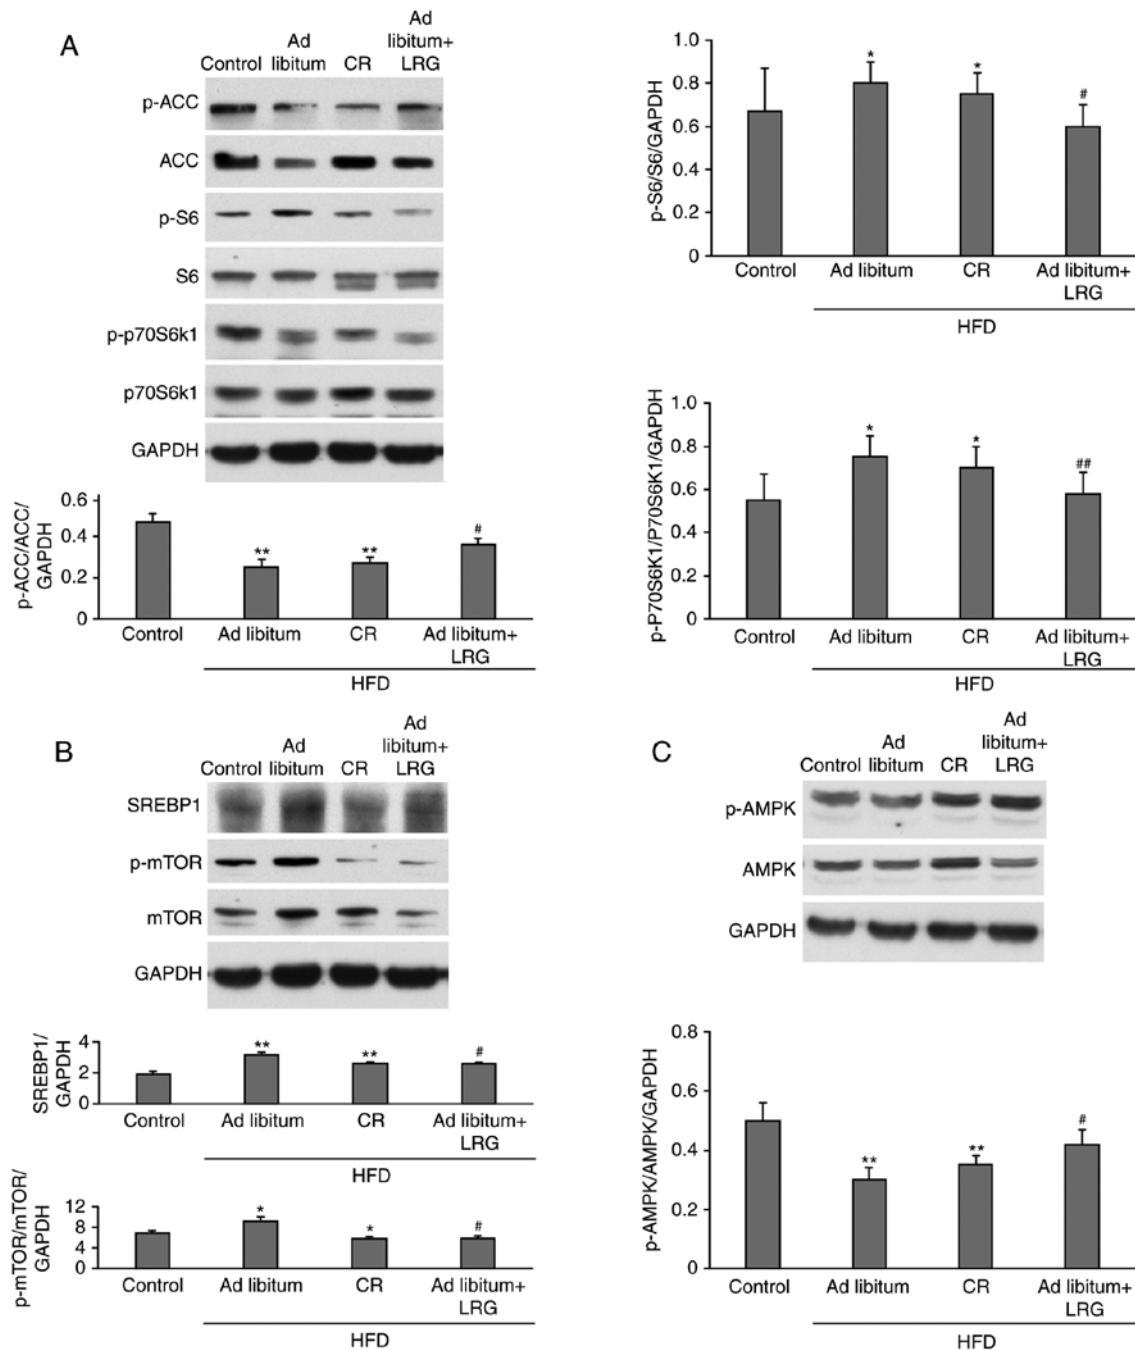 A
Control
Ad
libitum
CR
Ad
libitum+
LRG
p-ACC
ACC
p-S6
S6
p-p70S6k1
p70S6k1
GAPDH
p-ACC/ACC/
GAPDH
0.6
0.4
0.2
0
**
**
#
Control
Ad libitum
CR
Ad libitum+
LRG
HFD
p-S6/S6/GAPDH
1.0
0.8
0.6
0.4
0.2
0
*
*
#
Control
Ad libitum
CR
Ad libitum+
LRG
HFD
p-P70S6K1/P70S6K1/GAPDH
1.0
0.8
0.6
0.4
0.2
0
*
*
##
Control
Ad libitum
CR
Ad libitum+
LRG
HFD
B
Control
Ad
libitum
CR
Ad
libitum+
LRG
SREBP1
p-mTOR
mTOR
GAPDH
SREBP1/
GAPDH
4
2
0
**
**
#
Control
Ad libitum
CR
Ad libitum+
LRG
HFD
p-mTOR/mTOR/
GAPDH
12
8
4
0
*
*
#
Control
Ad libitum
CR
Ad libitum+
LRG
HFD
C
Control
Ad
libitum
CR
Ad
libitum+
LRG
p-AMPK
AMPK
GAPDH
p-AMPK/AMPK/GAPDH
0.8
0.6
0.4
0.2
0
**
**
#
Control
Ad libitum
CR
Ad libitum+
LRG
HFD